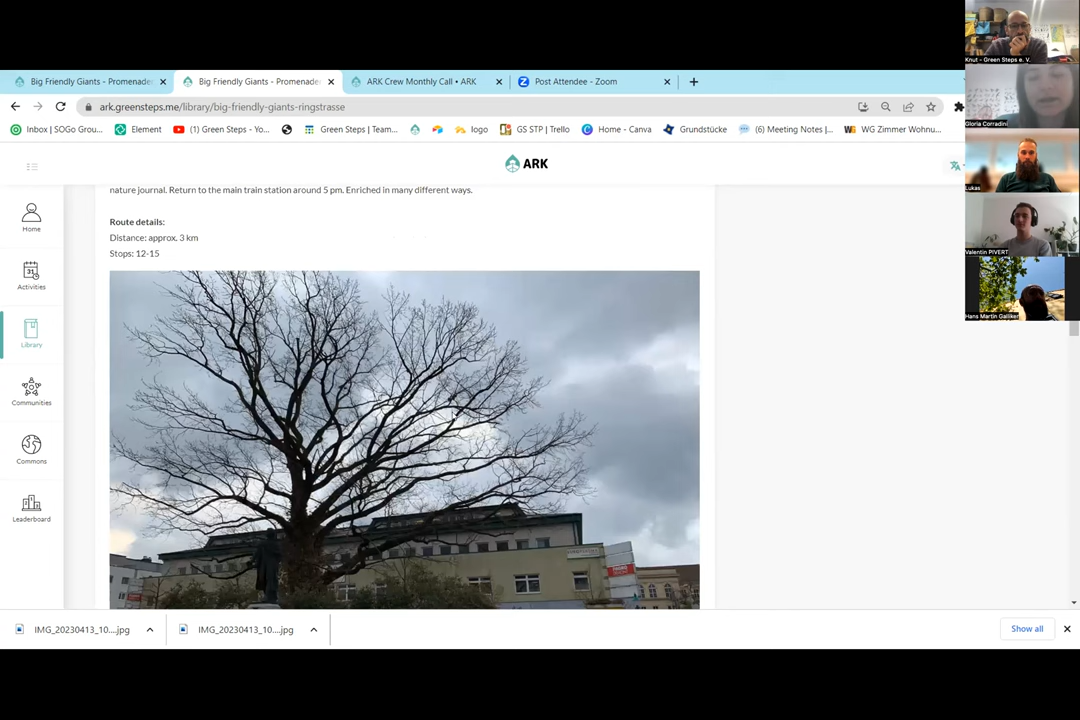 Big Friendly Giants - Promenade
Big Friendly Giants - Promenade
ARK Crew Monthly Call • ARK
Post Attendee - Zoom
ark.greensteps.me/library/big-friendly-giants-ringstrasse
Inbox | SOGo Grou...
Element
(1) Green Steps - Yo...
Green Steps | Team...
logo
GS STP | Trello
Home - Canva
Grundstücke
(6) Meeting Notes |...
WG Zimmer Wohnu...
ARK
Home
Activities
Library
Communities
Commons
Leaderboard
31
nature journal. Return to the main train station around 5 pm. Enriched in many different ways.
Route details:
Distance: approx. 3 km
Stops: 12-15
Knut - Green Steps e. V.
Gloria Corradini
Lukas
Valentin PIVERT
Hans Martin Galliker
IMG_20230413_10....jpg
IMG_20230413_10....jpg
Show all